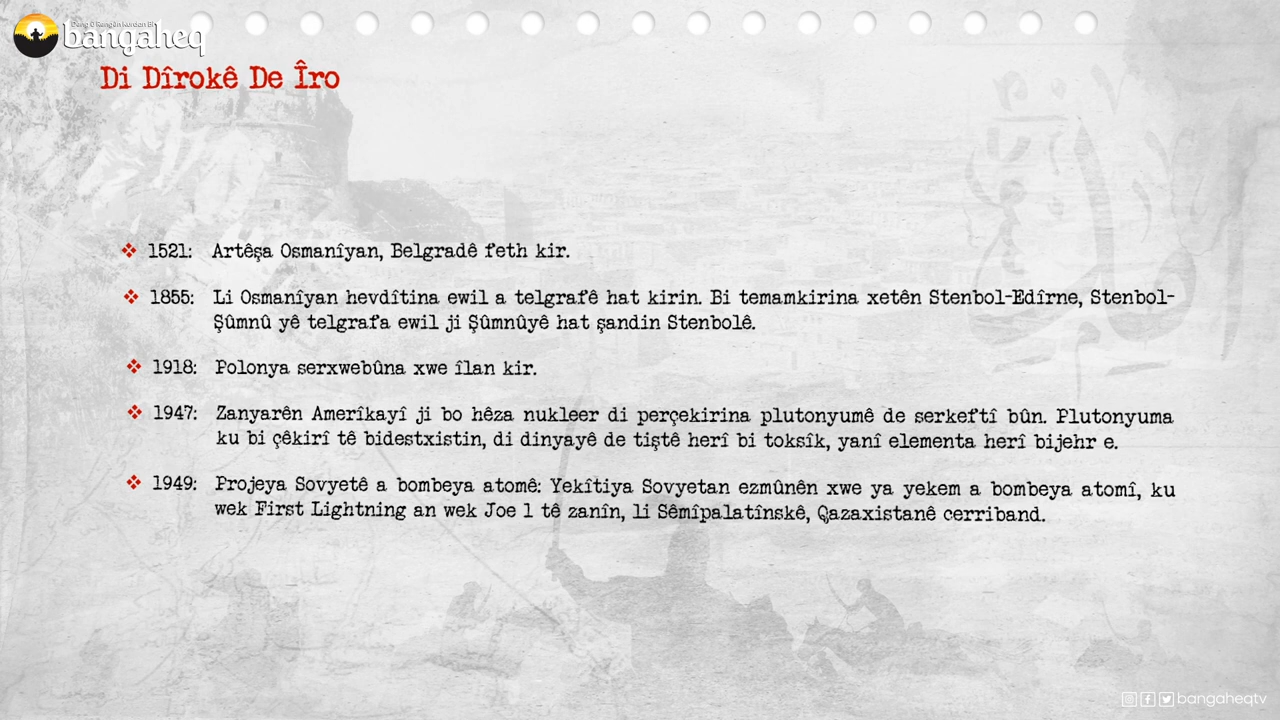 Deng û Rengên Kurdan Bi
bangaheq
Di Dîrokê De Îro
❖ 1521: Artêşa Osmanîyan, Belgradê feth kir.
❖ 1855: Li Osmanîyan hevdîtina ewil a telgrafê hat kirin. Bi temamkirina xetên Stenbol-Edîrne, Stenbol-
Şûmnû yê telgrafa ewil ji Şûmnûyê hat şandin Stenbolê.
❖ 1918: Polonya serxwebûna xwe îlan kir.
❖ 1947: Zanyarên Amerîkayî ji bo hêza nukleer di perçekirina plutonyumê de serkeftî bûn. Plutonyuma
ku bi çêkirî tê bidestxistin, di dinyayê de tiştê herî bi toksîk, yanî elementa herî bijehr e.
❖ 1949: Projeya Sovyetê a bombeya atomê: Yekîtiya Sovyetan ezmûnên xwe ya yekem a bombeya atomî, ku
wek First Lightning an wek Joe 1 tê zanîn, li Sêmîpalatînskê, Qazaxistanê cerriband.
bangaheqtv